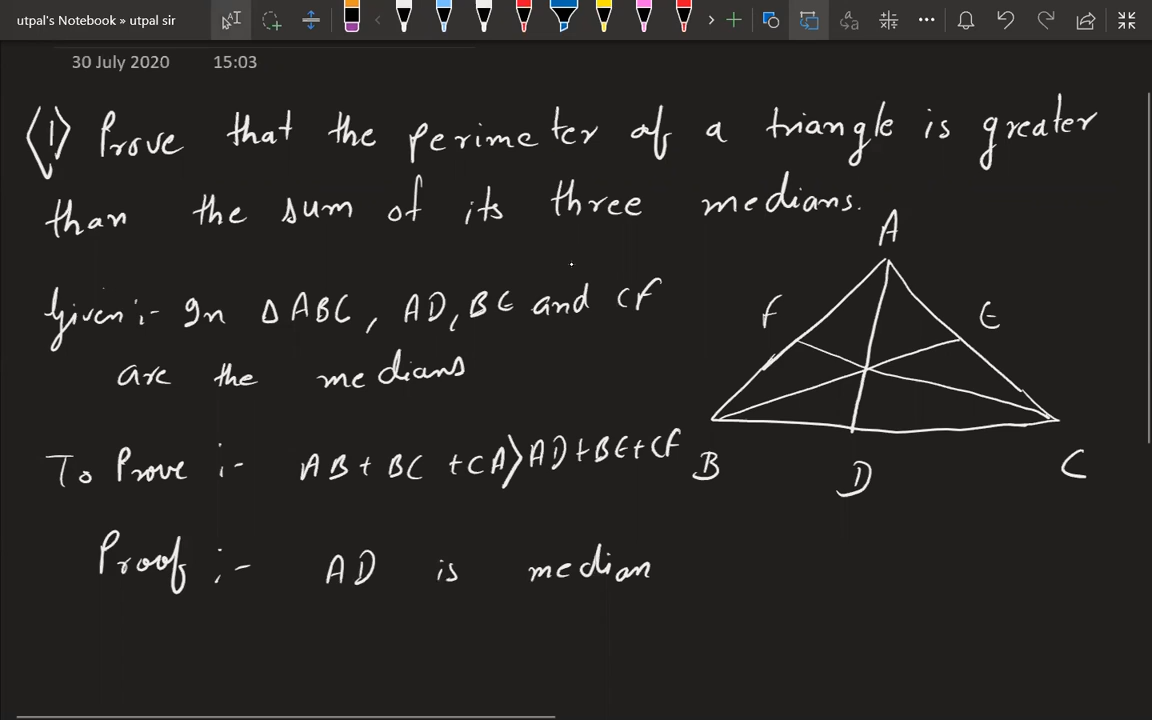 utpal's Notebook » utpal sir
30 July 2020 15:03
<1> Prove that the perimeter of a triangle is greater
than the sum of its three medians.
Given :- In Δ ABC, AD, BE and CF
are the medians
To Prove :- AB + BC + CA > AD + BE + CF
Proof :- AD is median
A
F
E
B
D
C